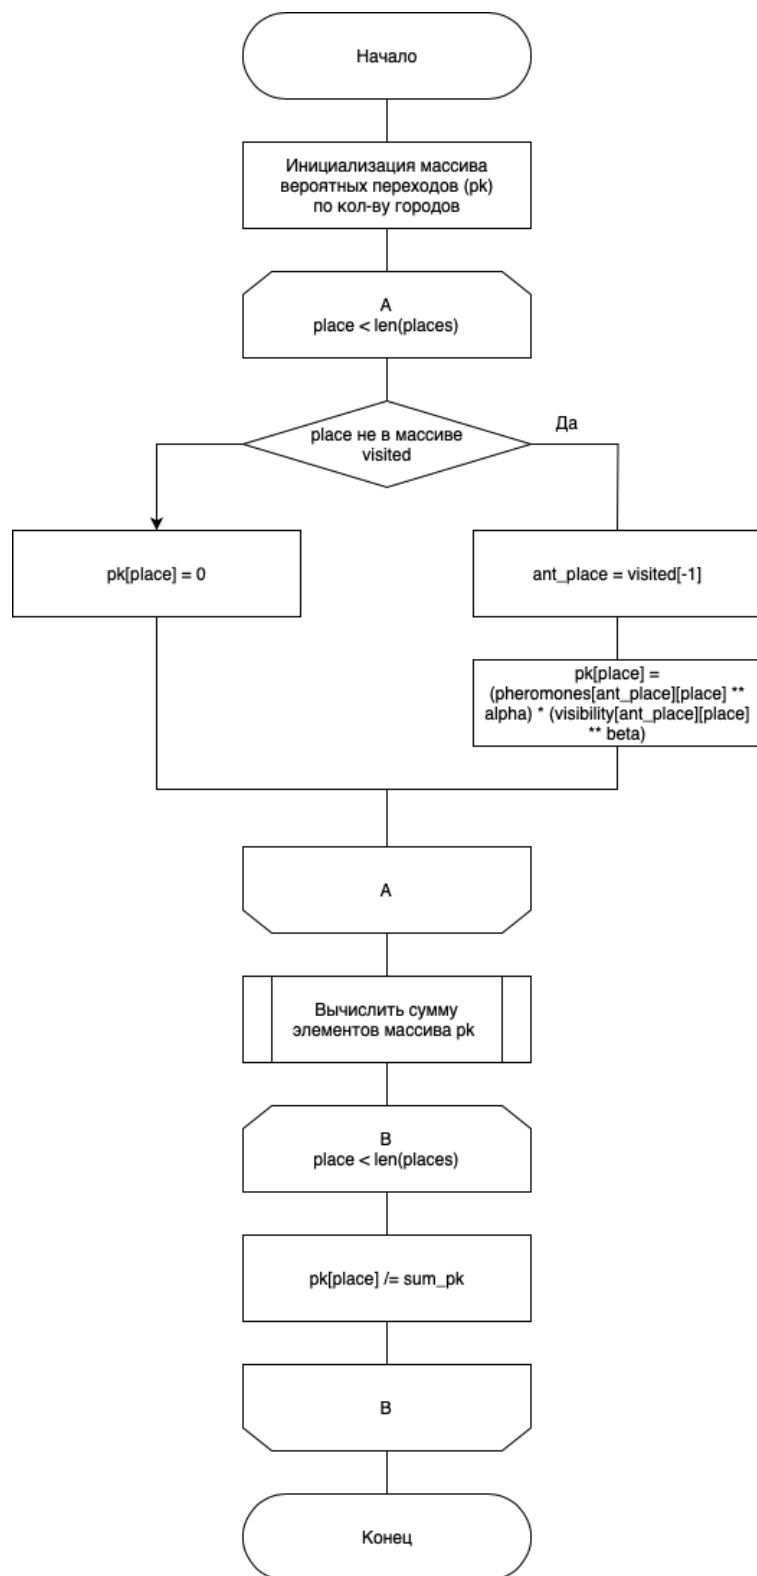 Начало
Инициализация массива
вероятных переходов (pk)
по кол-ву городов
A
place < len(places)
place не в массиве
visited
Да
pk[place] = 0
ant_place = visited[-1]
pk[place] =
(pheromones[ant_place][place] **
alpha) * (visibility[ant_place][place]
** beta)
A
Вычислить сумму
элементов массива pk
B
place < len(places)
pk[place] /= sum_pk
B
Конец